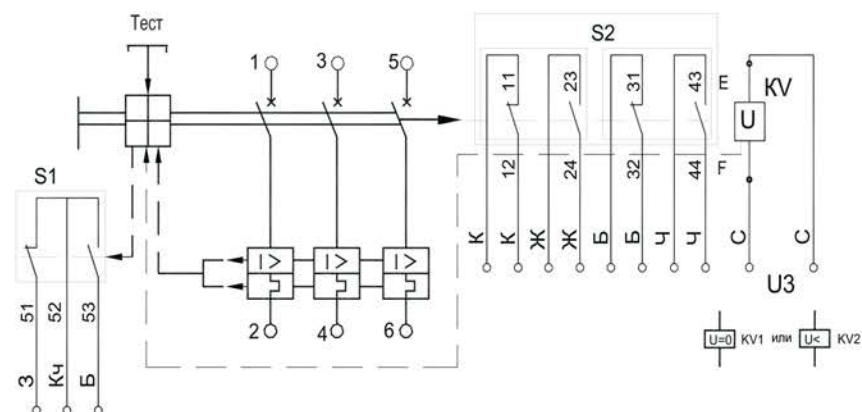 Тест
1 3 5
S2
11 23 31 43 E
KV
U
12 24 32 44 F
S1
К К Ж Ж Б Б Ч Ч С С
I> I> I>
U3
51 52 53
2 4 6
U=0 KV1 или U< KV2
З Кч Б